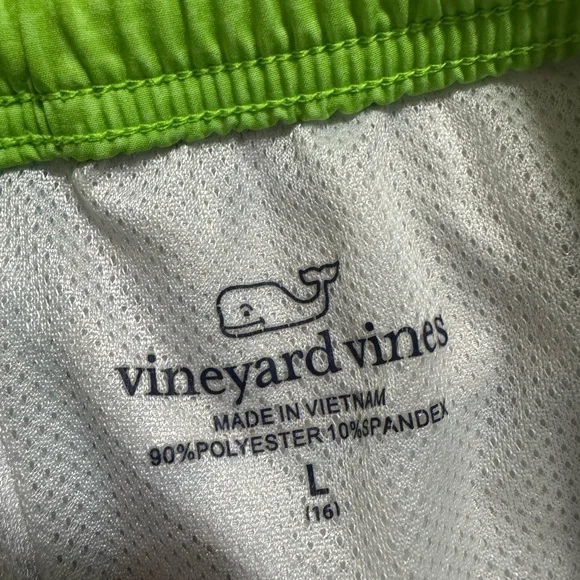 vineyard vines
MADE IN VIETNAM
90%POLYESTER 10%SPANDEX
L
(16)